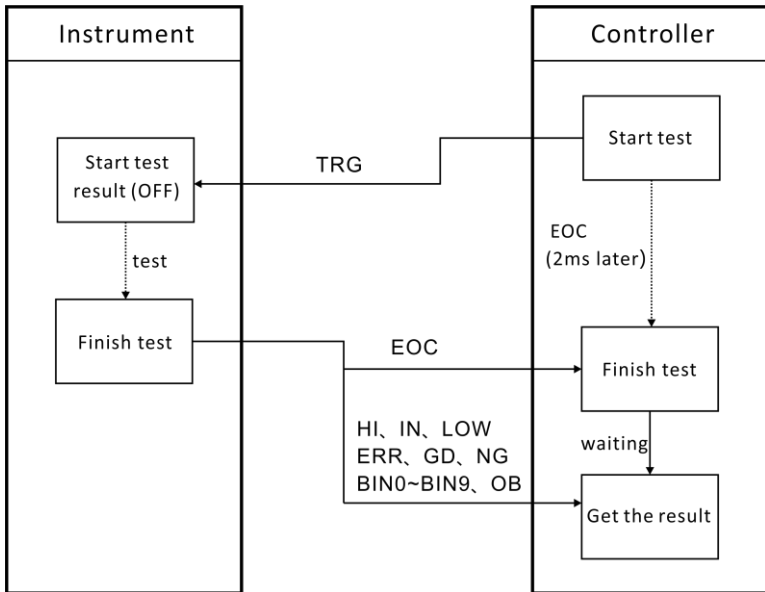 Instrument
Controller
Start test
TRG
Start test
result (OFF)
EOC
(2ms later)
test
Finish test
EOC
Finish test
HI、IN、LOW
ERR、GD、NG
BIN0~BIN9、OB
waiting
Get the result